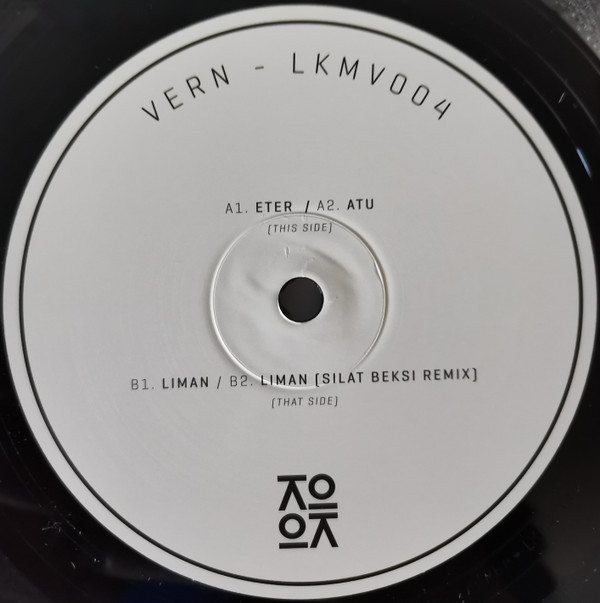 VERN - LKMV004
A1. ETER / A2. ATU
(THIS SIDE)
B1. LIMAN / B2. LIMAN (SILAT BEKSI REMIX)
(THAT SIDE)